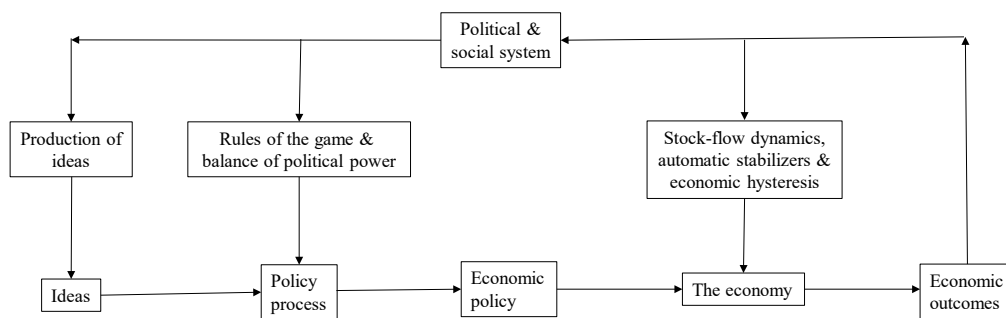 Political &
social system
Production of
ideas
Rules of the game &
balance of political power
Stock-flow dynamics,
automatic stabilizers &
economic hysteresis
Ideas
Policy
process
Economic
policy
The economy
Economic
outcomes